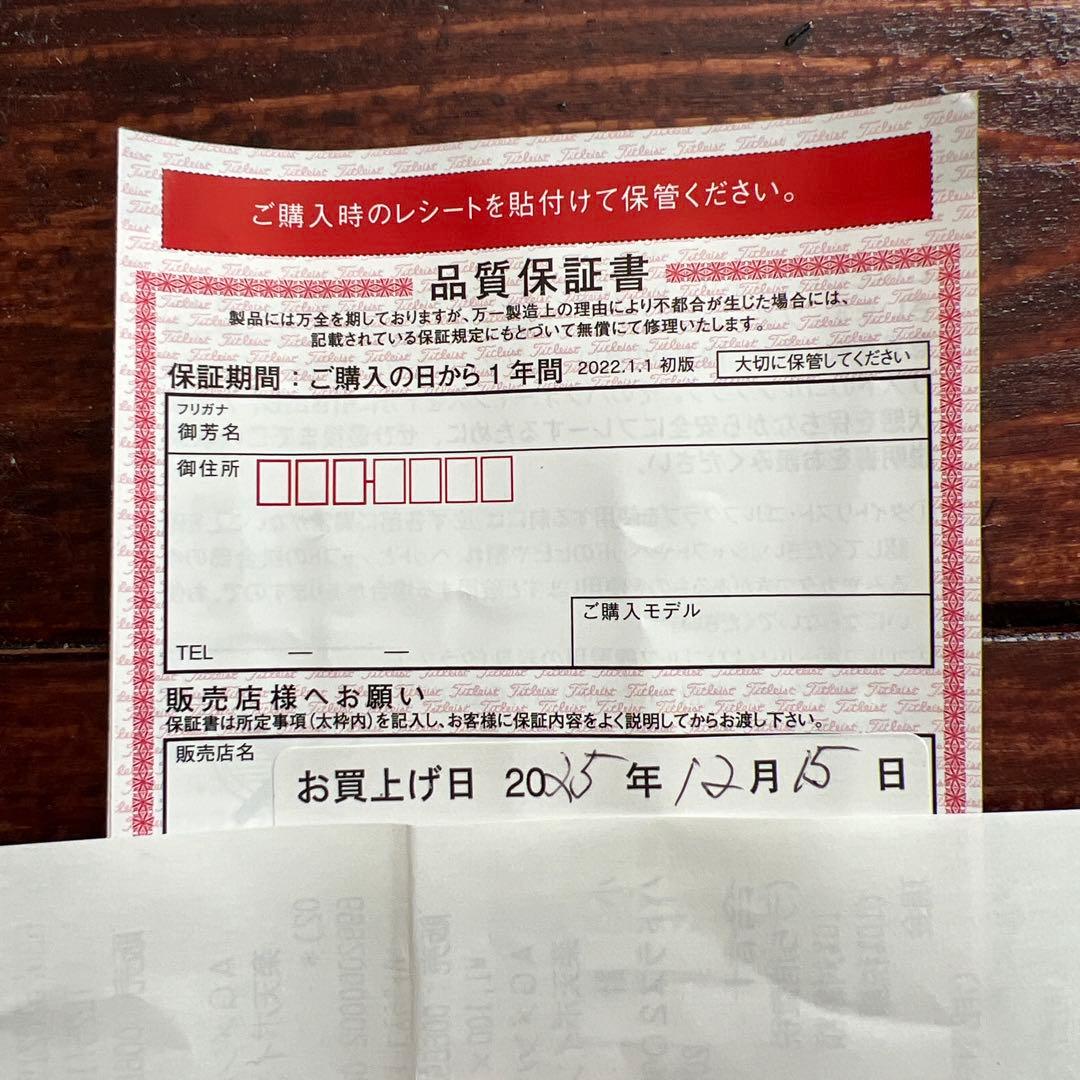 ご購入時のレシートを貼付けて保管ください。
品質保証書
製品には万全を期しておりますが、万一製造上の理由により不都合が生じた場合には、
記載されている保証規定にもとづいて無償にて修理いたします。
保証期間：ご購入の日から1年間 2022.1.1 初版 大切に保管してください
フリガナ
御芳名
御住所
ご購入モデル
TEL — —
販売店様へお願い
保証書は所定事項(太枠内)を記入し、お客様に保証内容をよく説明してからお渡し下さい。
販売店名
お買上げ日 2025年12月15日
Titleist